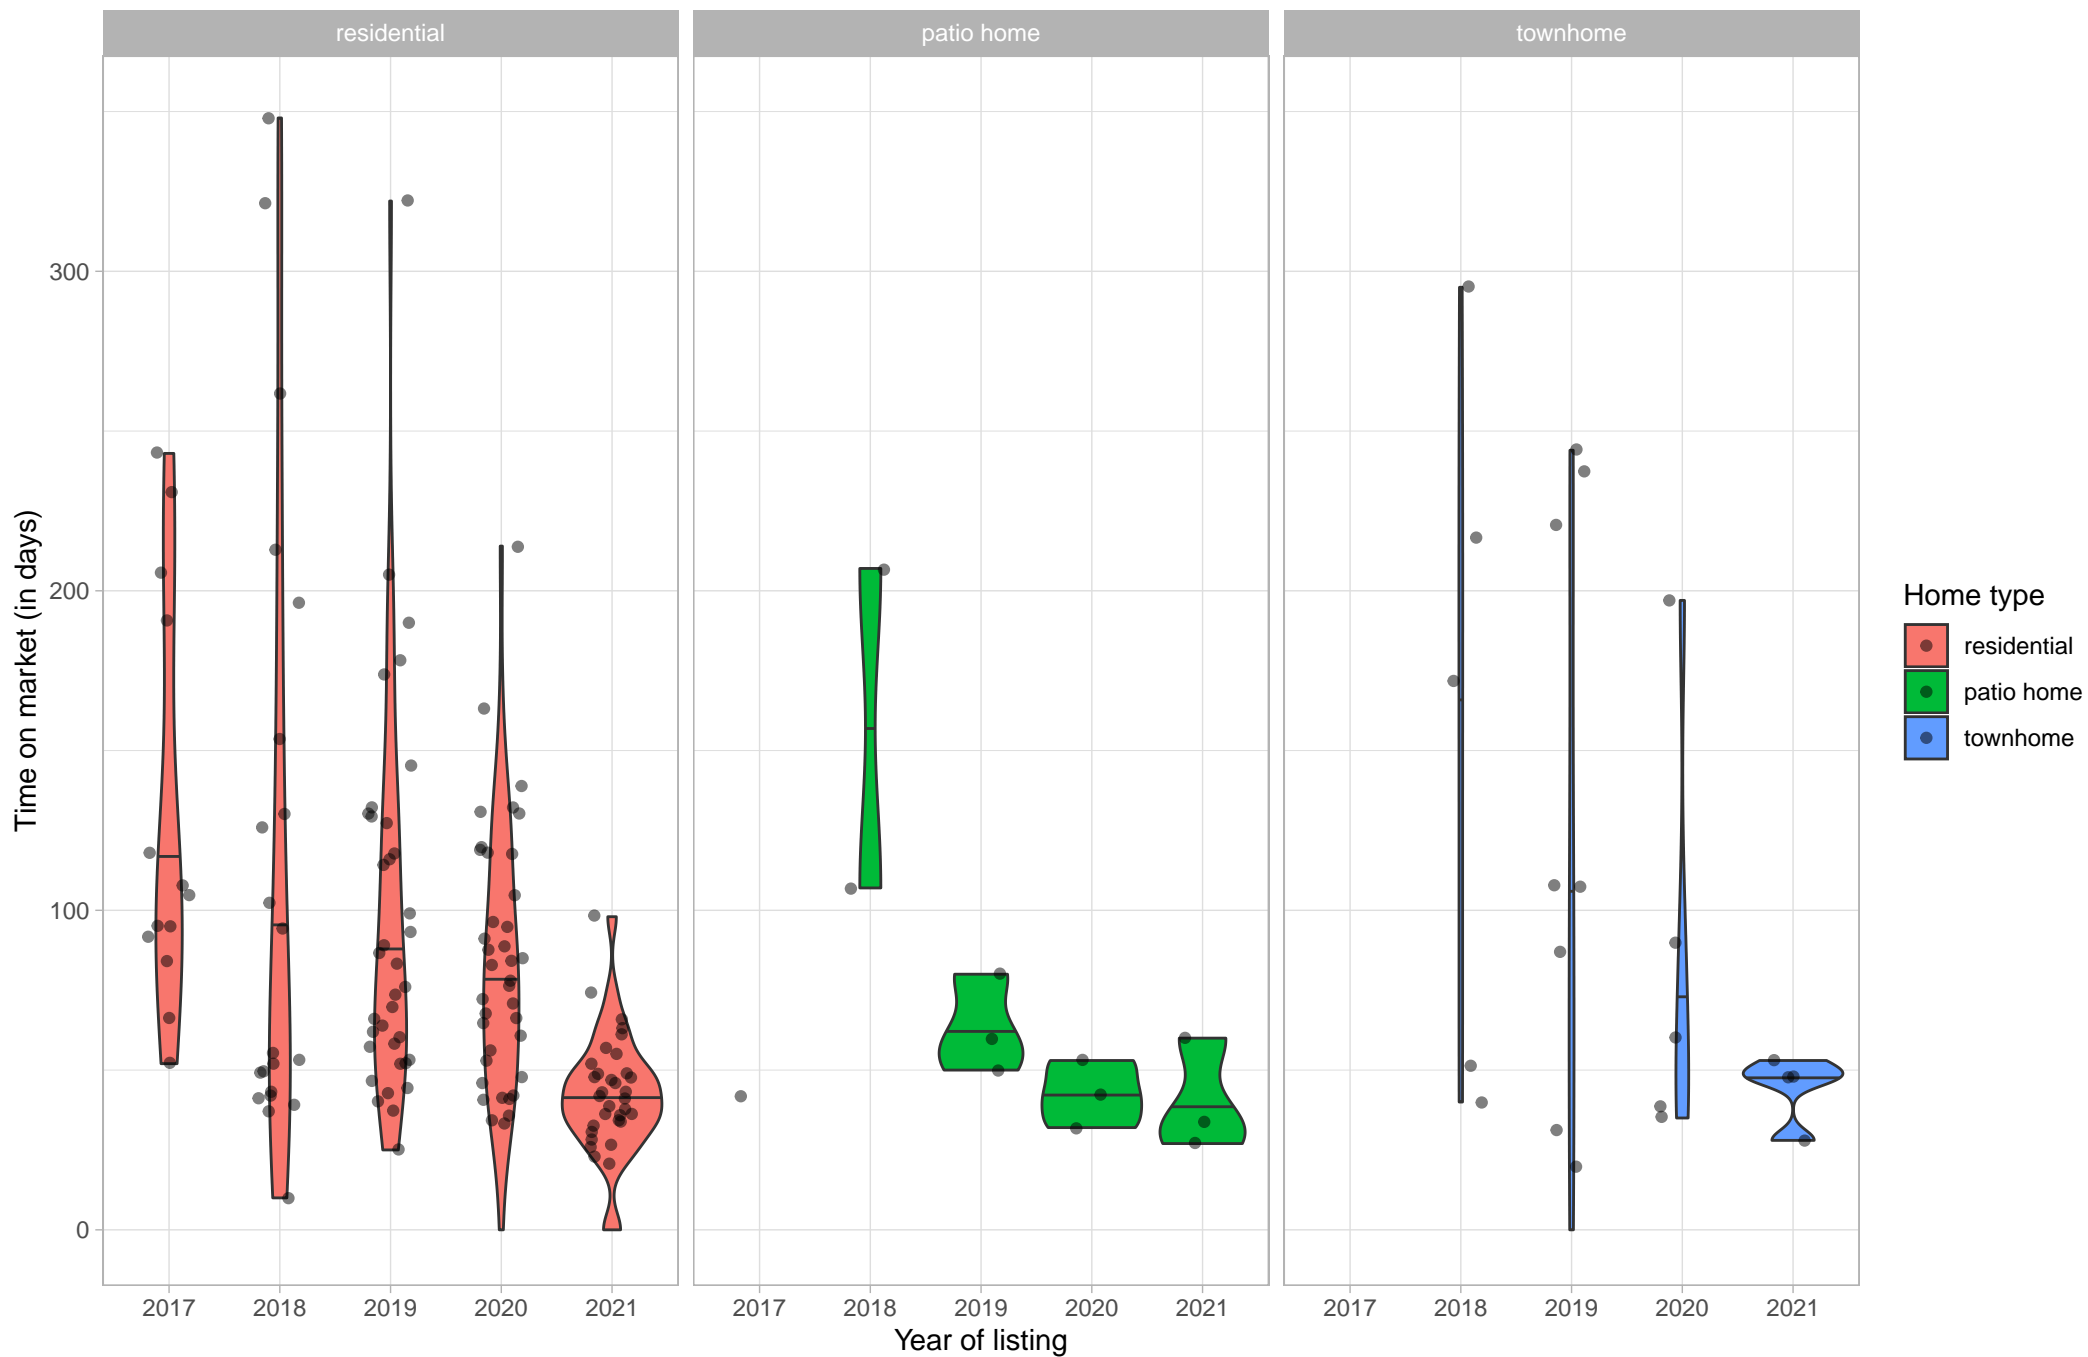 residential patio home townhome
300
200
100
0
Time on market (in days)
2017 2018 2019 2020 2021 2017 2018 2019 2020 2021 2017 2018 2019 2020 2021
Year of listing
Home type
residential
patio home
townhome